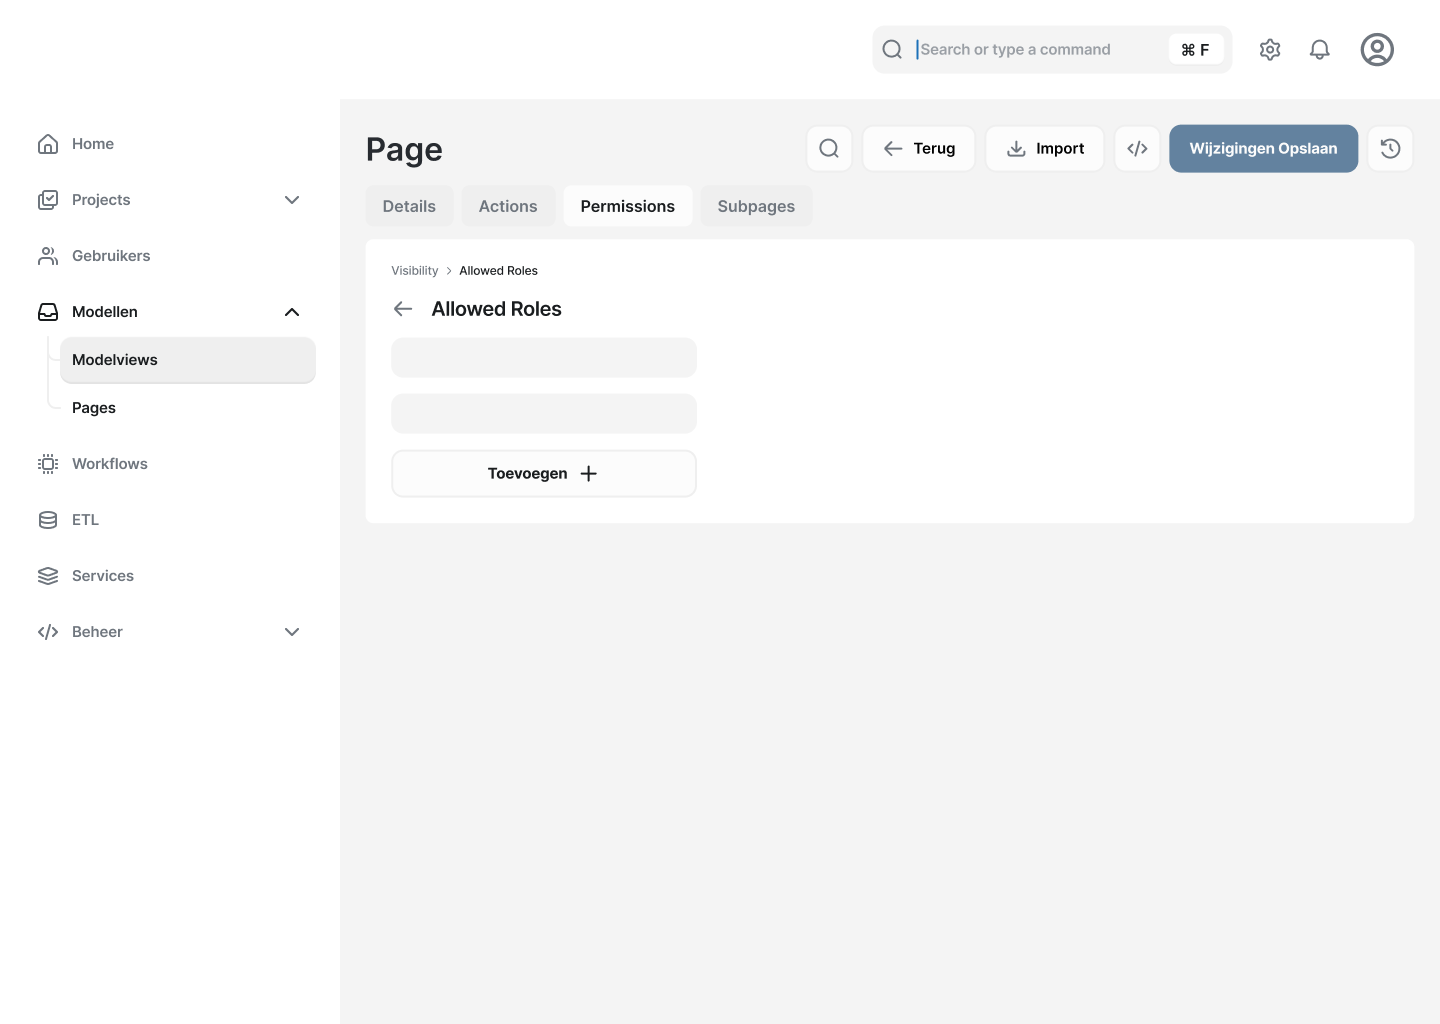 Search or type a command
⌘ F
Home
Projects
Gebruikers
Modellen
Modelviews
Pages
Workflows
ETL
Services
Beheer
Page
Terug
Import
Wijzigingen Opslaan
Details
Actions
Permissions
Subpages
Visibility > Allowed Roles
Allowed Roles
Toevoegen